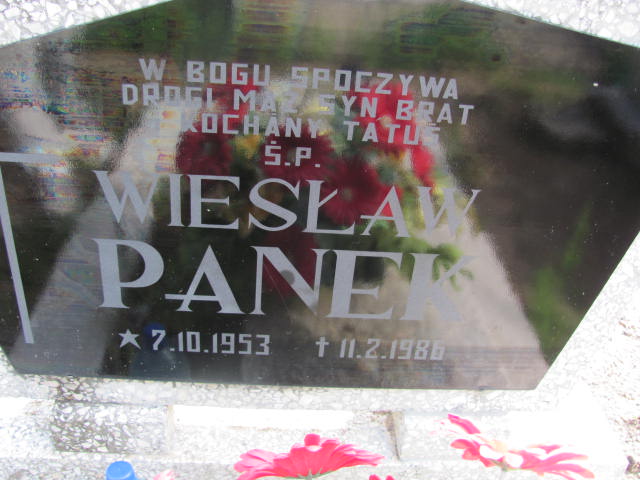 W BOGU SPOCZYWA
DROGI MĄŻ SYN BRAT
I KOCHANY TATUŚ
Ś.P.
WIESŁAW
PANEK
★ 7.10.1953 † 11.2.1986